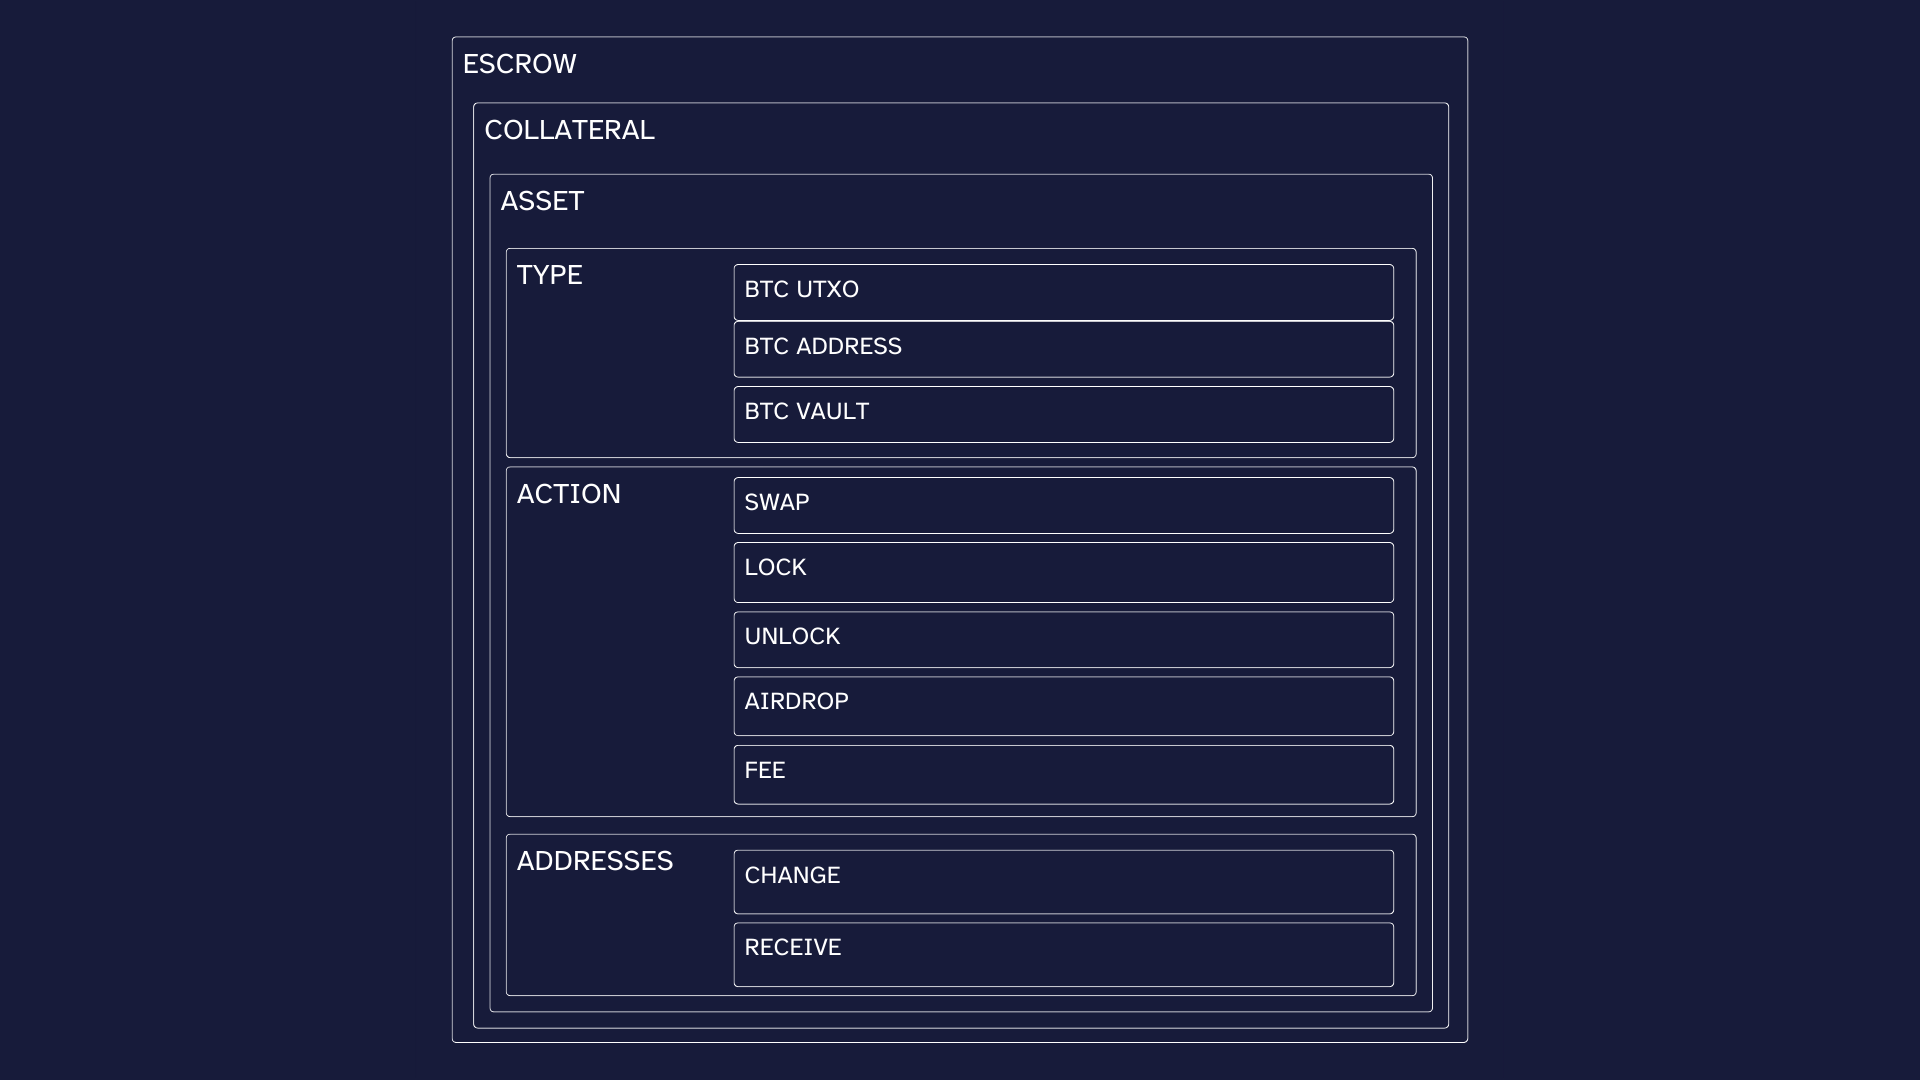 ESCROW
COLLATERAL
ASSET
TYPE
BTC UTXO
BTC ADDRESS
BTC VAULT
ACTION
SWAP
LOCK
UNLOCK
AIRDROP
FEE
ADDRESSES
CHANGE
RECEIVE